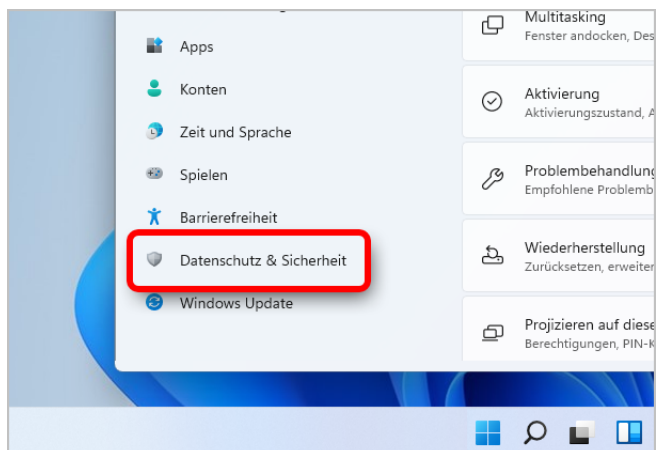 Apps
Konten
Zeit und Sprache
Spielen
Barrierefreiheit
Datenschutz & Sicherheit
Windows Update
Multitasking
Fenster andocken, Des
Aktivierung
Aktivierungszustand,
Problembehandlung
Empfohlene Problemb
Wiederherstellung
Zurücksetzen, erweiter
Projizieren auf diese
Berechtigungen, PIN-K